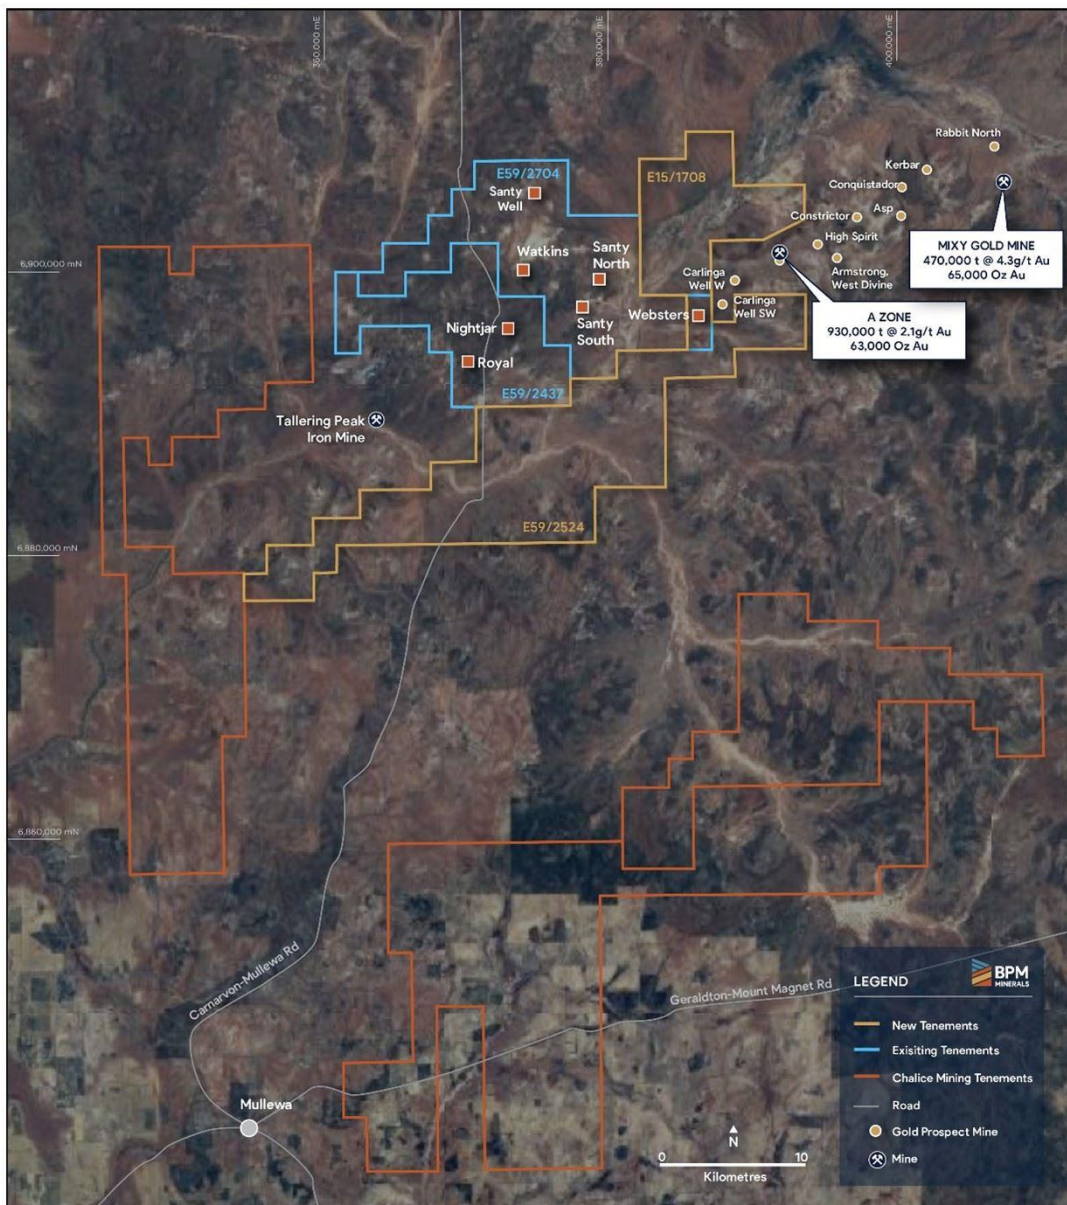 360,000 mE
380,000 mE
400,000 mE
Rabbit North
Kerbar
E59/2704
E15/1708
Conquistador
Santy
Well
Constrictor
Asp
High Spirit
MIXY GOLD MINE
470,000 t @ 4.3g/t Au
65,000 Oz Au
Watkins
Santy
North
6,900,000 mN
Armstrong,
West Divine
Carlinga
Well W
Carlinga
Well SW
Websters
Nightjar
Santy
South
A ZONE
930,000 t @ 2.1g/t Au
63,000 Oz Au
Royal
E59/2437
Tallering Peak
Iron Mine
E59/2524
6,880,000 mN
6,860,000 mN
Carnarvon-Mullewa Rd
Geraldton-Mount Magnet Rd
Mullewa
LEGEND
BPM
MINERALS
New Tenements
Exisiting Tenements
Chalice Mining Tenements
Road
Gold Prospect Mine
Mine
N
0 10
Kilometres